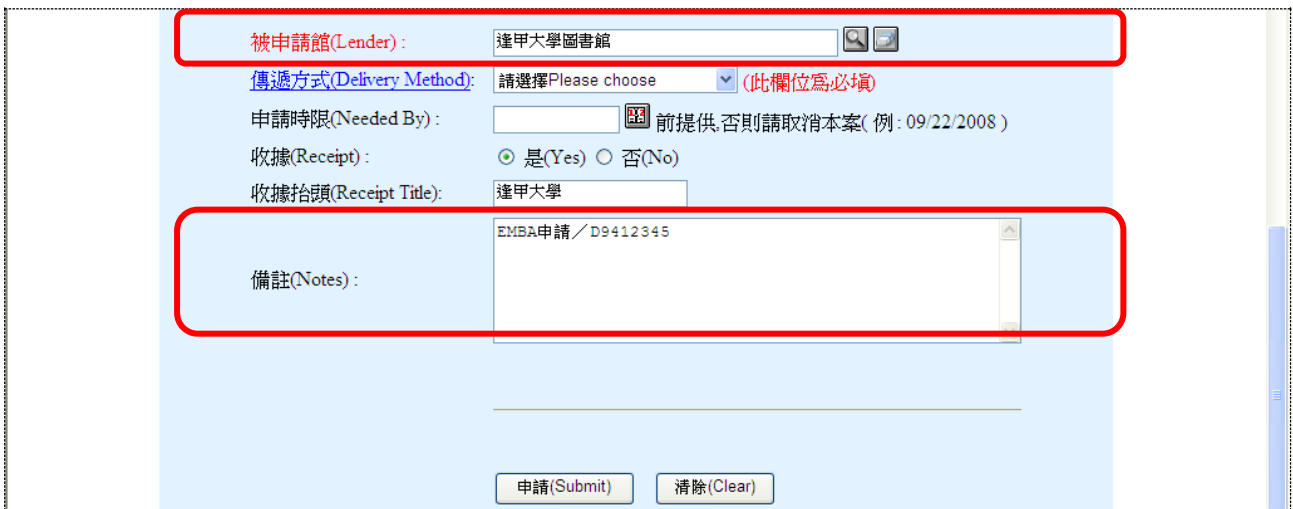 被申請館(Lender) : 逢甲大學圖書館
傳遞方式(Delivery Method): 請選擇Please choose (此欄位為必填)
申請時限(Needed By) : 前提供,否則請取消本案( 例 : 09/22/2008 )
收據(Receipt) : 是(Yes) 否(No)
收據抬頭(Receipt Title): 逢甲大學
備註(Notes) : EMBA申請／D9412345
申請(Submit) 清除(Clear)